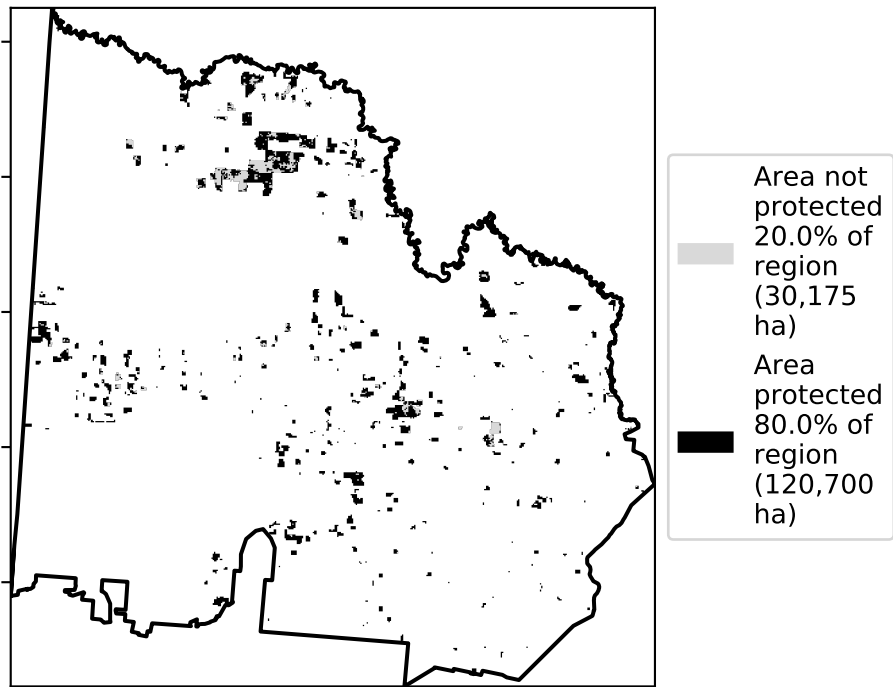 Area not
protected
20.0% of
region
(30,175
ha)
Area
protected
80.0% of
region
(120,700
ha)